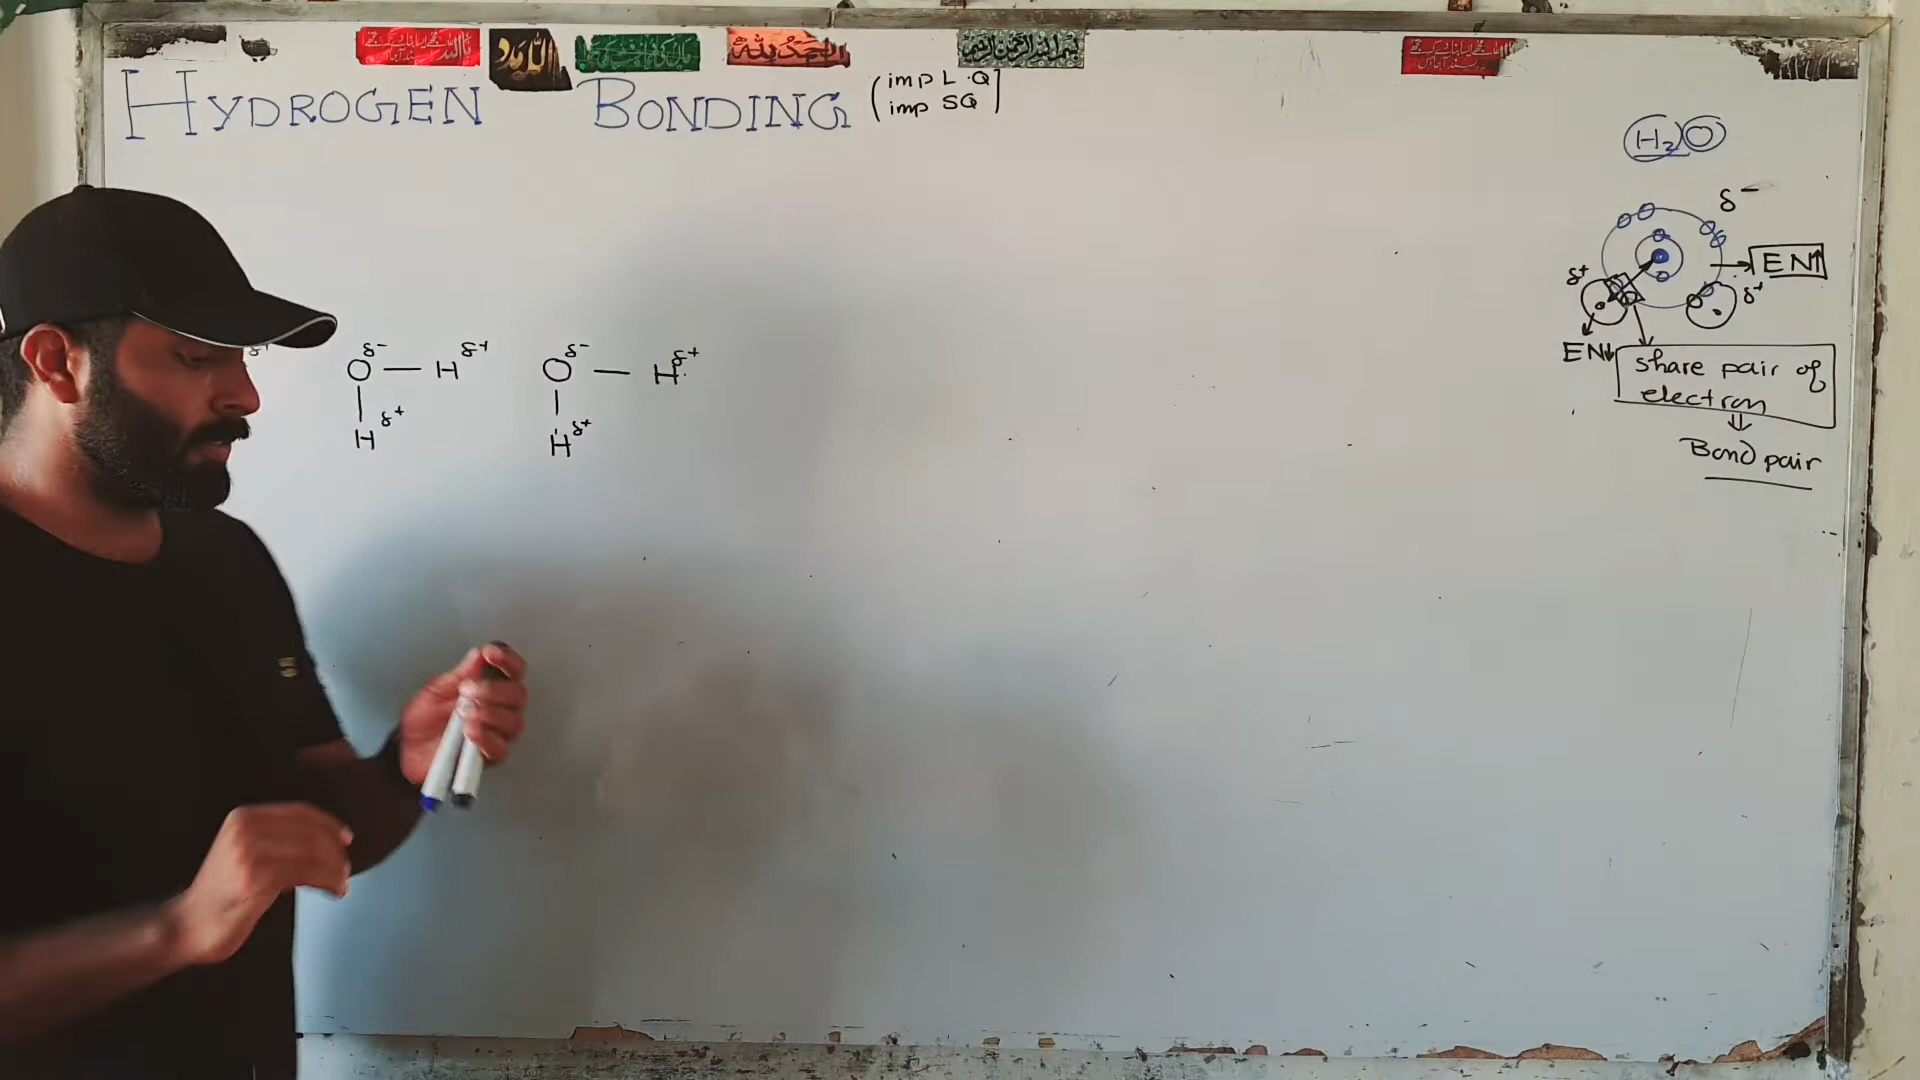 HYDROGEN BONDING (imp L.Q
imp SQ]
H₂O
δ⁻
EN↑
δ⁺
δ⁺
EN↓
share pair of
electron
⇓
Bond pair
δ⁺
δ⁻ δ⁺ δ⁻ δ⁺
O — H O — H
| |
δ⁺ δ⁺
H H